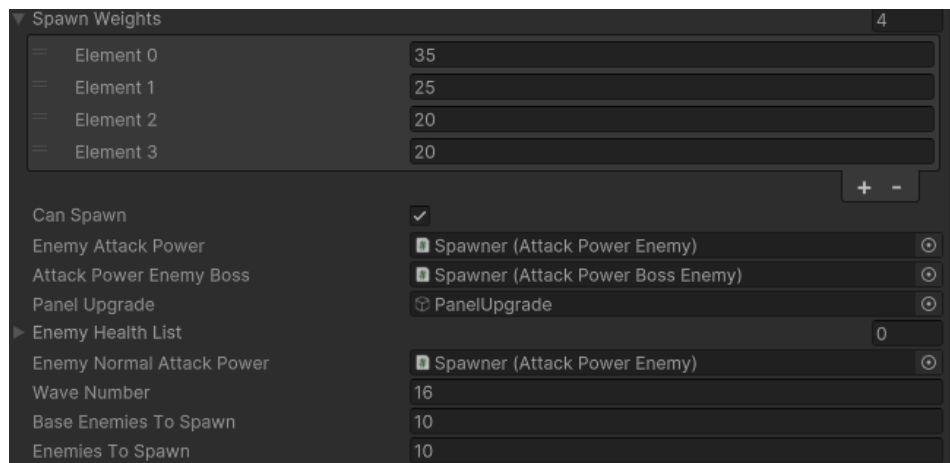 Spawn Weights 4
Element 0 35
Element 1 25
Element 2 20
Element 3 20
+ -
Can Spawn
Enemy Attack Power Spawner (Attack Power Enemy)
Attack Power Enemy Boss Spawner (Attack Power Boss Enemy)
Panel Upgrade PanelUpgrade
Enemy Health List 0
Enemy Normal Attack Power Spawner (Attack Power Enemy)
Wave Number 16
Base Enemies To Spawn 10
Enemies To Spawn 10